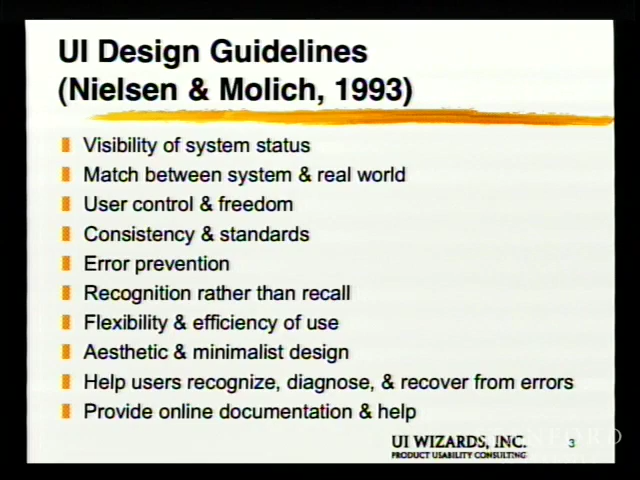 UI Design Guidelines
(Nielsen & Molich, 1993)
Visibility of system status
Match between system & real world
User control & freedom
Consistency & standards
Error prevention
Recognition rather than recall
Flexibility & efficiency of use
Aesthetic & minimalist design
Help users recognize, diagnose, & recover from errors
Provide online documentation & help
UI WIZARDS, INC.
PRODUCT USABILITY CONSULTING
3